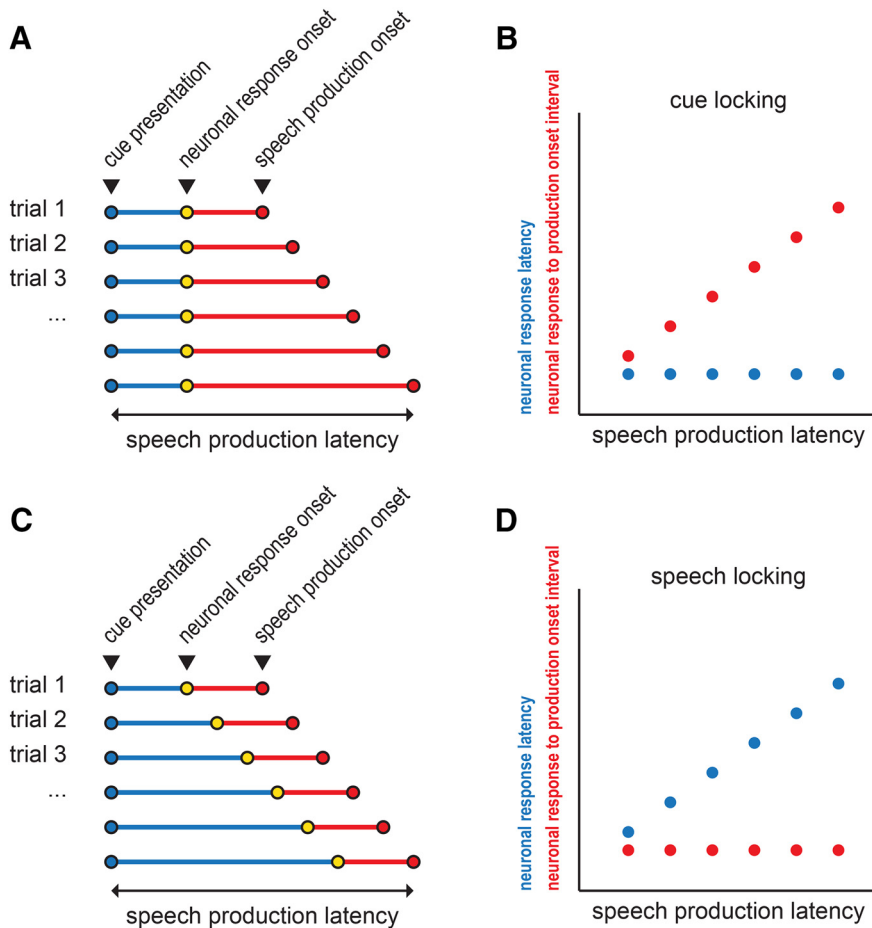 A
cue presentation
neuronal response onset
speech production onset
trial 1
trial 2
trial 3
...
speech production latency
B
cue locking
neuronal response latency
neuronal response to production onset interval
speech production latency
C
cue presentation
neuronal response onset
speech production onset
trial 1
trial 2
trial 3
...
speech production latency
D
speech locking
neuronal response latency
neuronal response to production onset interval
speech production latency